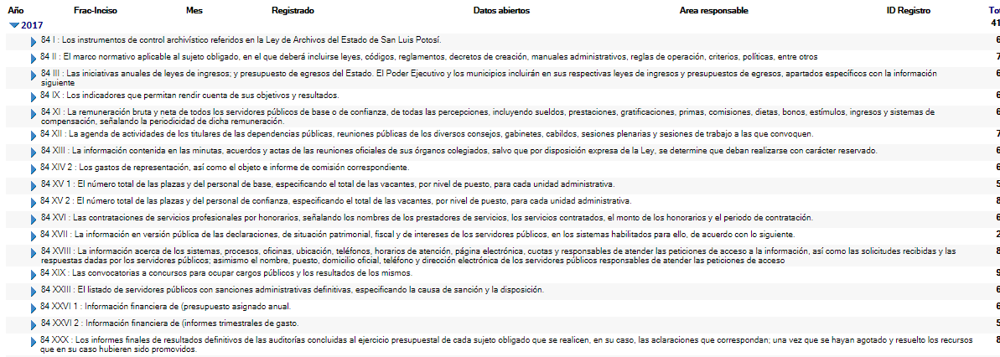 Año Frac-Inciso Mes Registrado Datos abiertos Area responsable ID Registro
2017 41
84 I : Los instrumentos de control archivístico referidos en la Ley de Archivos del Estado de San Luis Potosí. 6
84 II : El marco normativo aplicable al sujeto obligado, en el que deberá incluirse leyes, códigos, reglamentos, decretos de creación, manuales administrativos, reglas de operación, criterios, políticas, entre otros 7
84 III : Las iniciativas anuales de leyes de ingresos; y presupuesto de egresos del Estado. El Poder Ejecutivo y los municipios incluirán en sus respectivas leyes de ingresos y presupuestos de egresos, apartados específicos con la información 6
siguiente
84 IX : Los indicadores que permitan rendir cuenta de sus objetivos y resultados. 6
84 XI : La remuneración bruta y neta de todos los servidores públicos de base o de confianza, de todas las percepciones, incluyendo sueldos, prestaciones, gratificaciones, primas, comisiones, dietas, bonos, estímulos, ingresos y sistemas de 6
compensación, señalando la periodicidad de dicha remuneración.
84 XII : La agenda de actividades de los titulares de las dependencias públicas, reuniones públicas de los diversos consejos, gabinetes, cabildos, sesiones plenarias y sesiones de trabajo a las que convoquen. 7
84 XIII : La información contenida en las minutas, acuerdos y actas de las reuniones oficiales de sus órganos colegiados, salvo que por disposición expresa de la Ley, se determine que deban realizarse con carácter reservado. 6
84 XIV 2 : Los gastos de representación, así como el objeto e informe de comisión correspondiente. 6
84 XV 1 : El número total de las plazas y del personal de base, especificando el total de las vacantes, por nivel de puesto, para cada unidad administrativa. 5
84 XV 2 : El número total de las plazas y del personal de confianza, especificando el total de las vacantes, por nivel de puesto, para cada unidad administrativa. 8
84 XVI : Las contrataciones de servicios profesionales por honorarios, señalando los nombres de los prestadores de servicios, los servicios contratados, el monto de los honorarios y el periodo de contratación. 6
84 XVII : La información en versión pública de las declaraciones, de situación patrimonial, fiscal y de intereses de los servidores públicos, en los sistemas habilitados para ello, de acuerdo con lo siguiente. 2
84 XVIII : La información acerca de los sistemas, procesos, oficinas, ubicación, teléfonos, horarios de atención, página electrónica, cuotas y responsables de atender las peticiones de acceso a la información, así como las solicitudes recibidas y las 8
respuestas dadas por los servidores públicos; asimismo el nombre, puesto, domicilio oficial, teléfono y dirección electrónica de los servidores públicos responsables de atender las peticiones de acceso
84 XIX : Las convocatorias a concursos para ocupar cargos públicos y los resultados de los mismos. 9
84 XXIII : El listado de servidores públicos con sanciones administrativas definitivas, especificando la causa de sanción y la disposición. 6
84 XXVI 1 : Información financiera de (presupuesto asignado anual. 6
84 XXVI 2 : Información financiera de (informes trimestrales de gasto. 5
84 XXX : Los informes finales de resultados definitivos de las auditorías concluidas al ejercicio presupuestal de cada sujeto obligado que se realicen, en su caso, las aclaraciones que correspondan; una vez que se hayan agotado y resuelto los recursos 8
que en su caso hubieren sido promovidos.